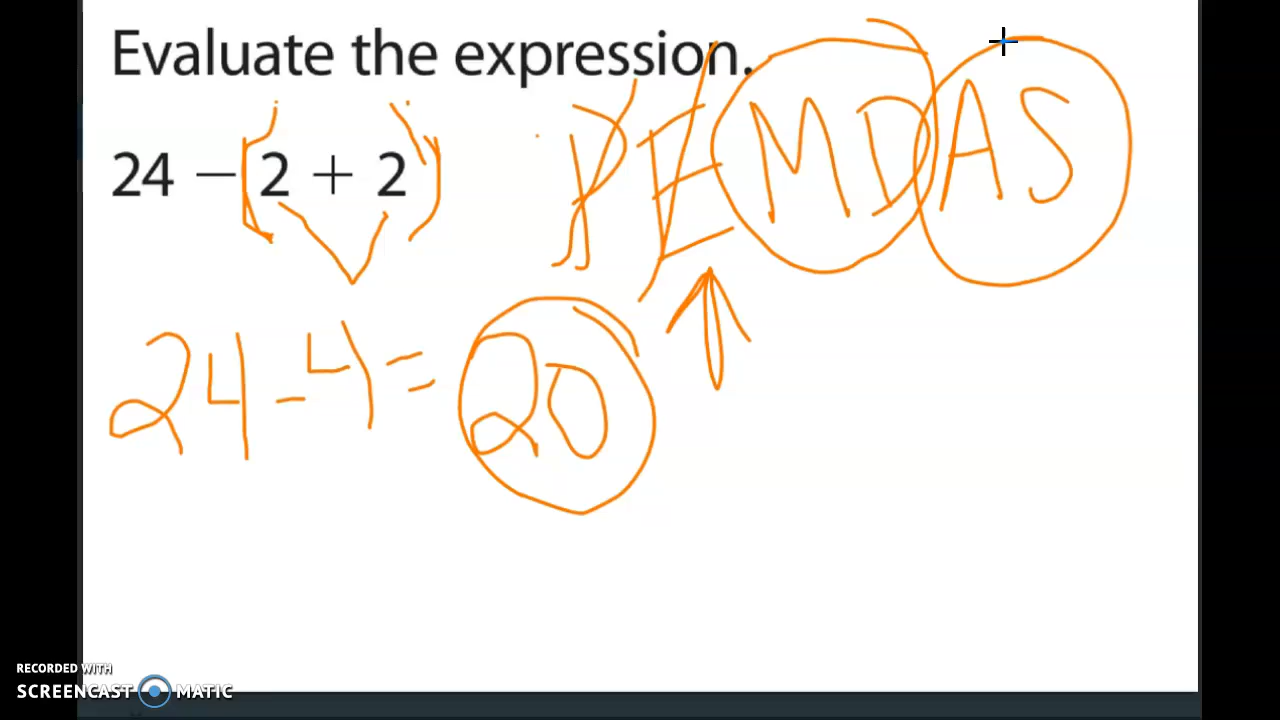 Evaluate the expression.
24 − (2 + 2)
PEMDAS
24 - 4 = 20
RECORDED WITH
SCREENCAST MATIC